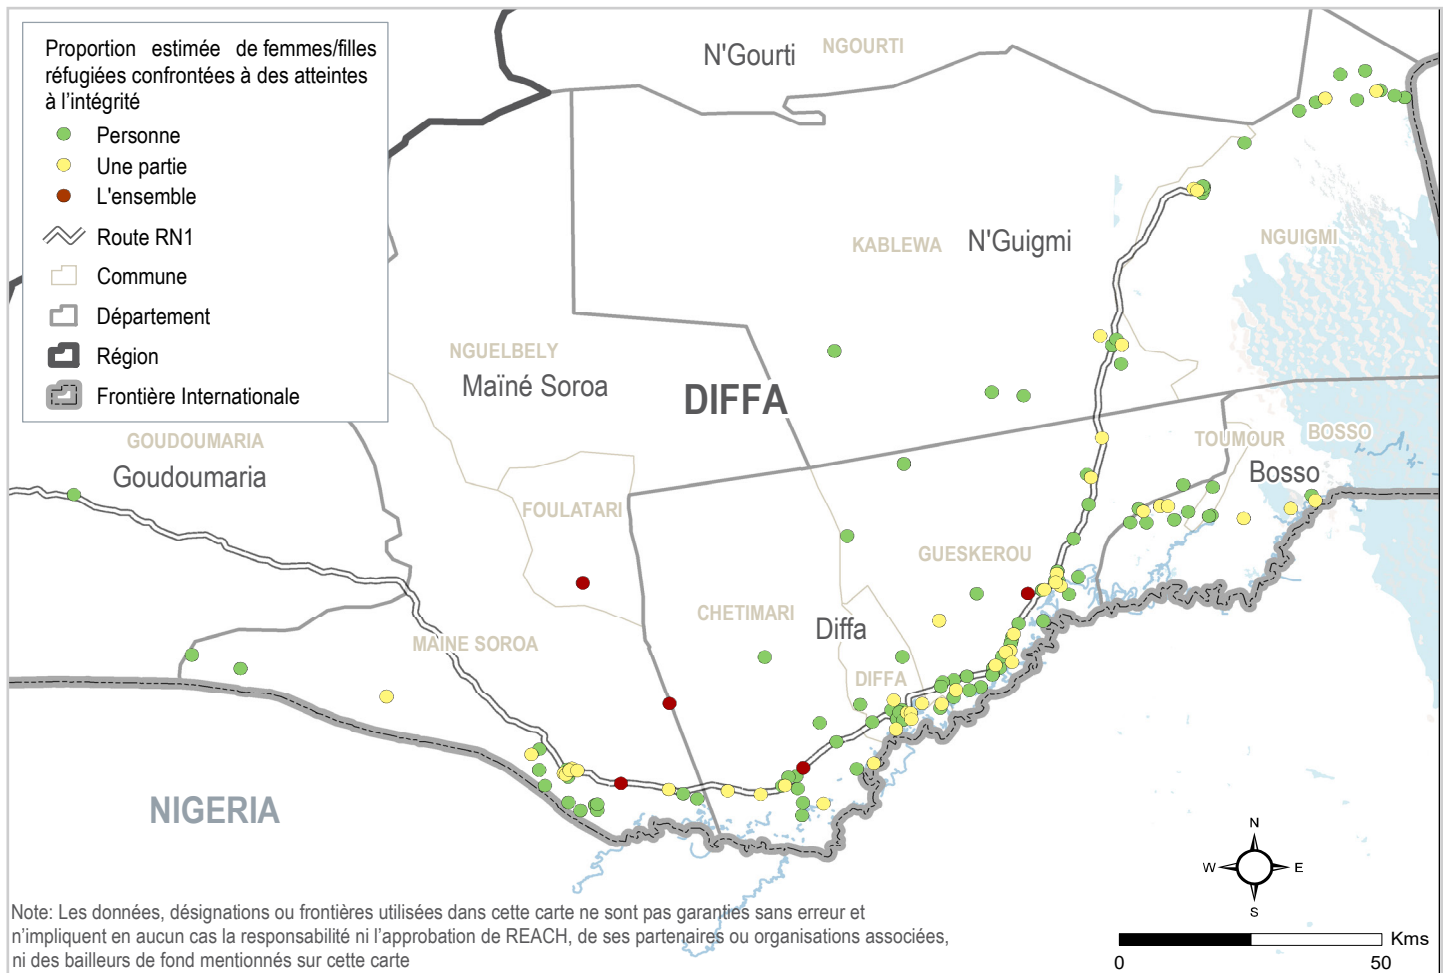 Proportion estimée de femmes/filles
réfugiées confrontées à des atteintes
à l'intégrité
Personne
Une partie
L'ensemble
Route RN1
Commune
Département
Région
Frontière Internationale
N'Gourti
NGOURTI
KABLEWA
N'Guigmi
NGUIGMI
NGUELBELY
Maïné Soroa
DIFFA
GOUDOUMARIA
Goudoumaria
TOUMOUR
BOSSO
Bosso
FOULATARI
GUESKEROU
CHETIMARI
Diffa
MAINE SOROA
DIFFA
NIGERIA
N
W
E
S
Note: Les données, désignations ou frontières utilisées dans cette carte ne sont pas garanties sans erreur et
n'impliquent en aucun cas la responsabilité ni l'approbation de REACH, de ses partenaires ou organisations associées,
ni des bailleurs de fond mentionnés sur cette carte
Kms
0
50